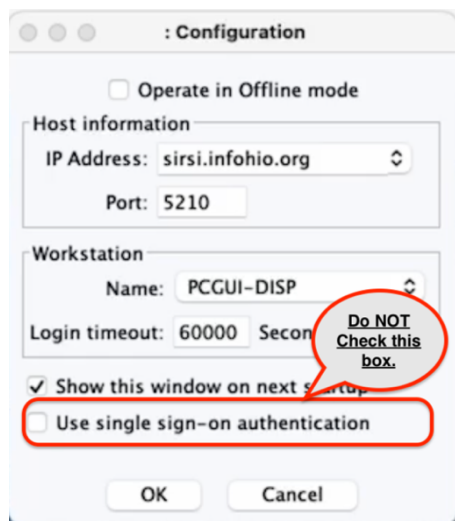 : Configuration
Operate in Offline mode
Host information
IP Address: sirsi.infohio.org
Port: 5210
Workstation
Name: PCGUI-DISP
Login timeout: 60000
Do NOT
Check this
box.
Show this window on next
Use single sign-on authentication
OK Cancel